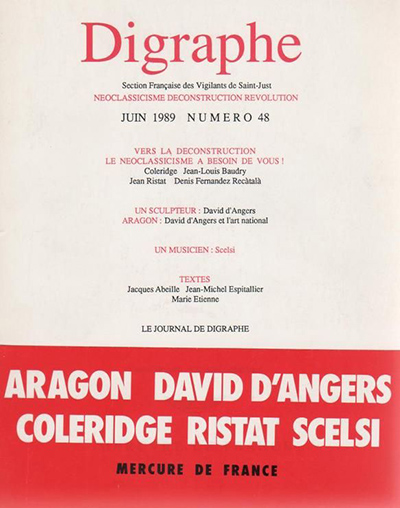 Digraphe
Section Française des Vigilants de Saint-Just
NEOCLASSICISME DECONSTRUCTION REVOLUTION
JUIN 1989 NUMERO 48
VERS LA DECONSTRUCTION
LE NEOCLASSICISME A BESOIN DE VOUS !
Coleridge Jean-Louis Baudry
Jean Ristat Denis Fernandez Recàtalà
UN SCULPTEUR : David d'Angers
ARAGON : David d'Angers et l'art national
UN MUSICIEN : Scelsi
TEXTES
Jacques Abeille Jean-Michel Espitallier
Marie Etienne
LE JOURNAL DE DIGRAPHE
ARAGON DAVID D'ANGERS
COLERIDGE RISTAT SCELSI
MERCURE DE FRANCE